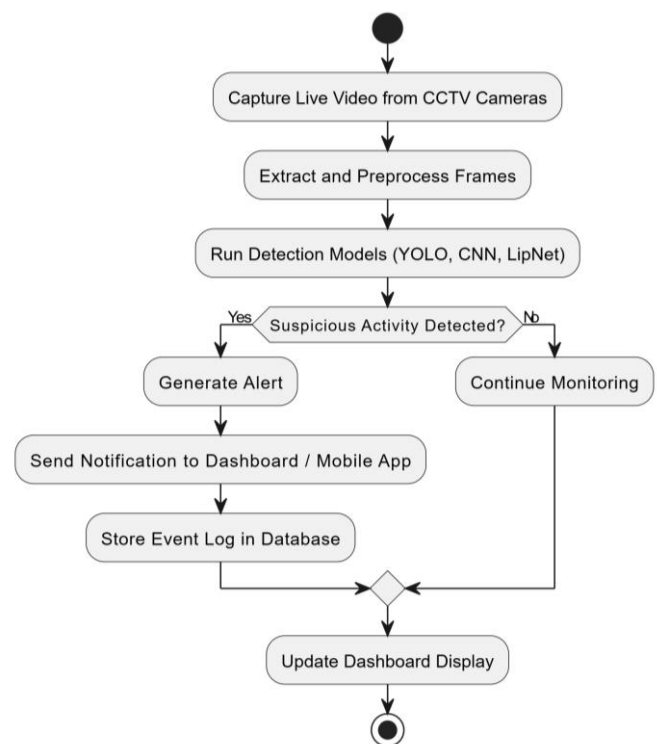 Capture Live Video from CCTV Cameras
Extract and Preprocess Frames
Run Detection Models (YOLO, CNN, LipNet)
Yes
Suspicious Activity Detected?
No
Generate Alert
Continue Monitoring
Send Notification to Dashboard / Mobile App
Store Event Log in Database
Update Dashboard Display